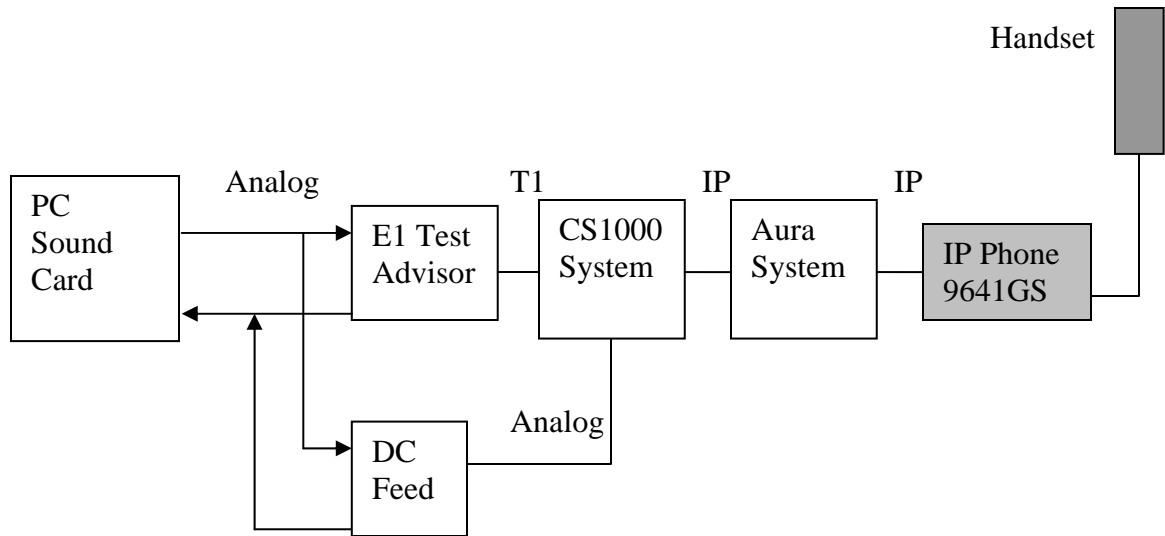 Handset
Analog
T1
IP
IP
PC
Sound
Card
E1 Test
Advisor
CS1000
System
Aura
System
IP Phone
9641GS
Analog
DC
Feed